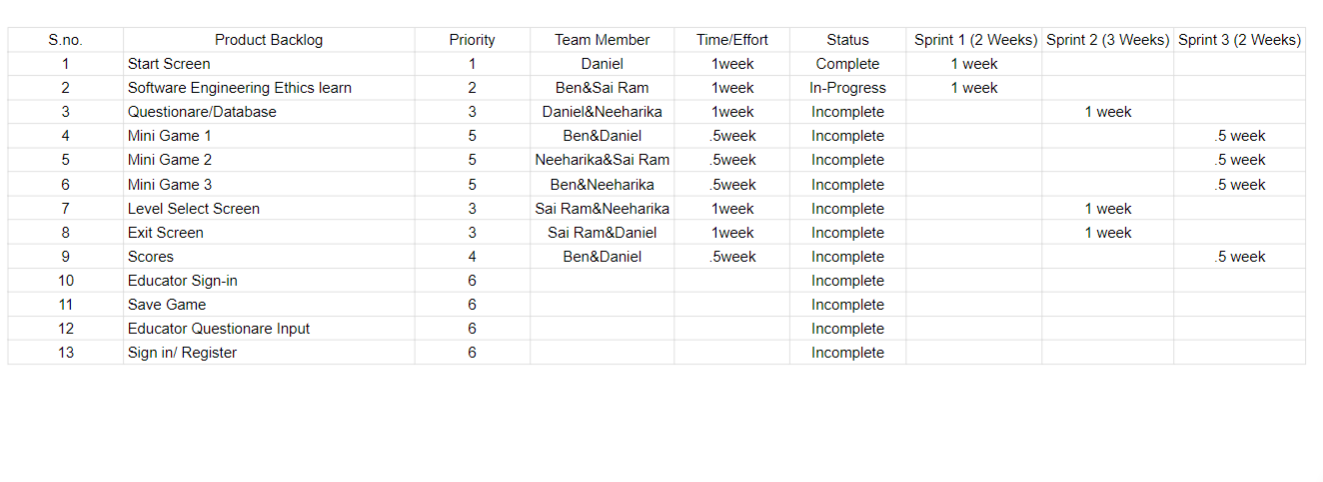 S.no. Product Backlog Priority Team Member Time/Effort Status Sprint 1 (2 Weeks) Sprint 2 (3 Weeks) Sprint 3 (2 Weeks)
1 Start Screen 1 Daniel 1week Complete 1 week
2 Software Engineering Ethics learn 2 Ben&Sai Ram 1week In-Progress 1 week
3 Questionare/Database 3 Daniel&Neeharika 1week Incomplete 1 week
4 Mini Game 1 5 Ben&Daniel .5week Incomplete .5 week
5 Mini Game 2 5 Neeharika&Sai Ram .5week Incomplete .5 week
6 Mini Game 3 5 Ben&Neeharika .5week Incomplete .5 week
7 Level Select Screen 3 Sai Ram&Neeharika 1week Incomplete 1 week
8 Exit Screen 3 Sai Ram&Daniel 1week Incomplete 1 week
9 Scores 4 Ben&Daniel .5week Incomplete .5 week
10 Educator Sign-in 6 Incomplete
11 Save Game 6 Incomplete
12 Educator Questionare Input 6 Incomplete
13 Sign in/ Register 6 Incomplete